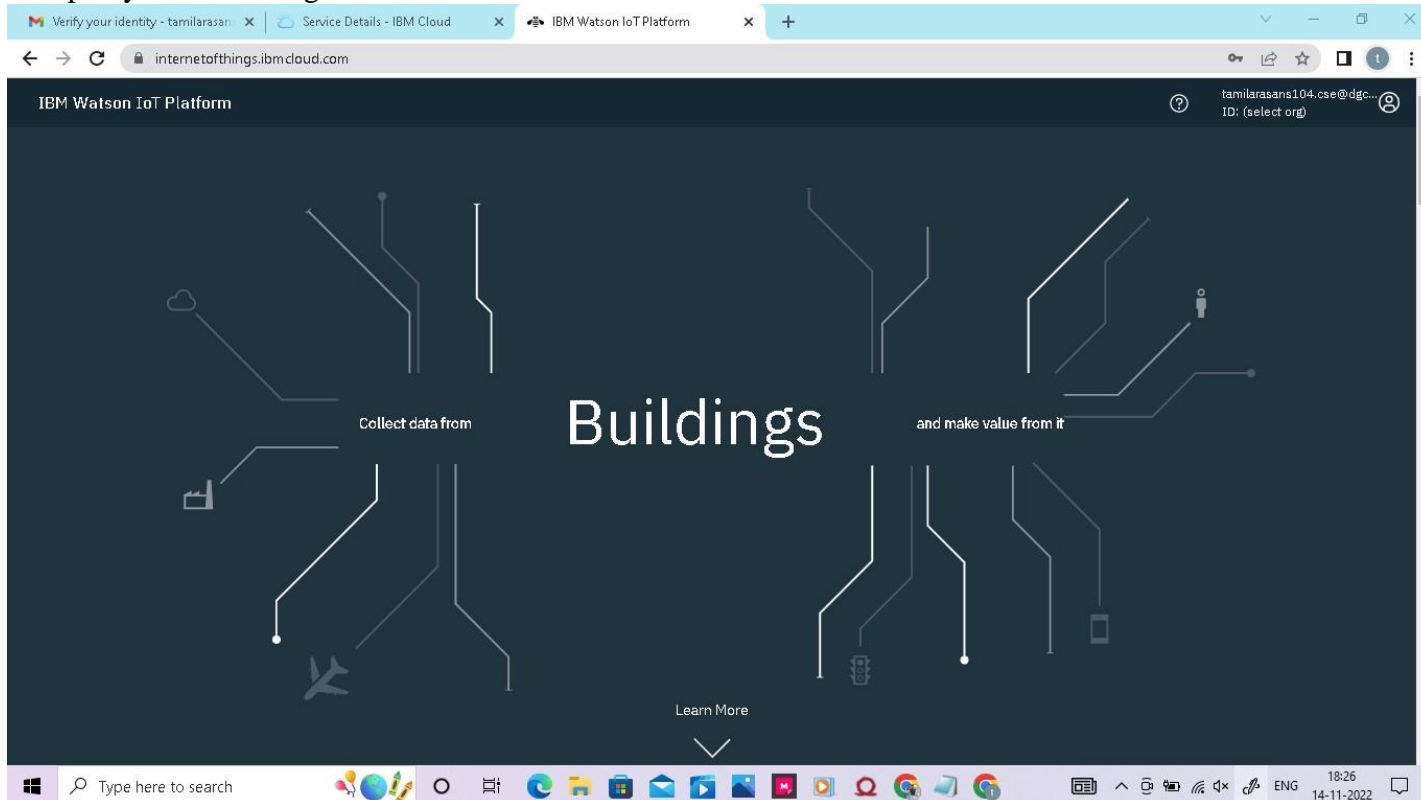 Verify your identity - tamilarasan
Service Details - IBM Cloud
IBM Watson IoT Platform
internetofthings.ibmcloud.com
t
IBM Watson IoT Platform
tamilarasans104.cse@dgc...
ID: (select org)
Collect data from
Buildings
and make value from it
Learn More
Type here to search
ENG
18:26
14-11-2022